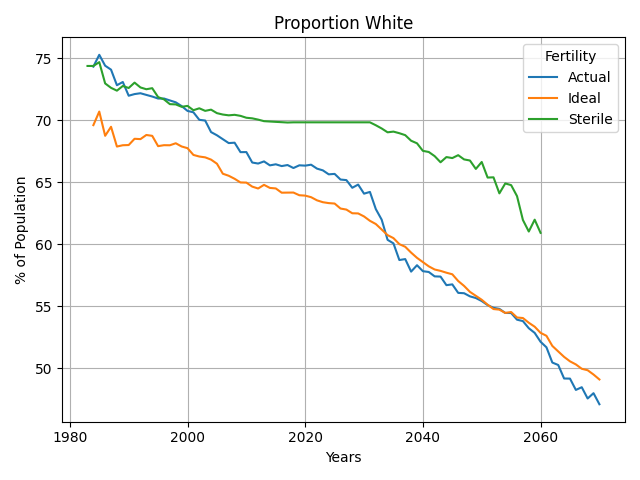 Proportion White
Fertility
Actual
Ideal
Sterile
% of Population
75
70
65
60
55
50
1980
2000
2020
2040
2060
Years